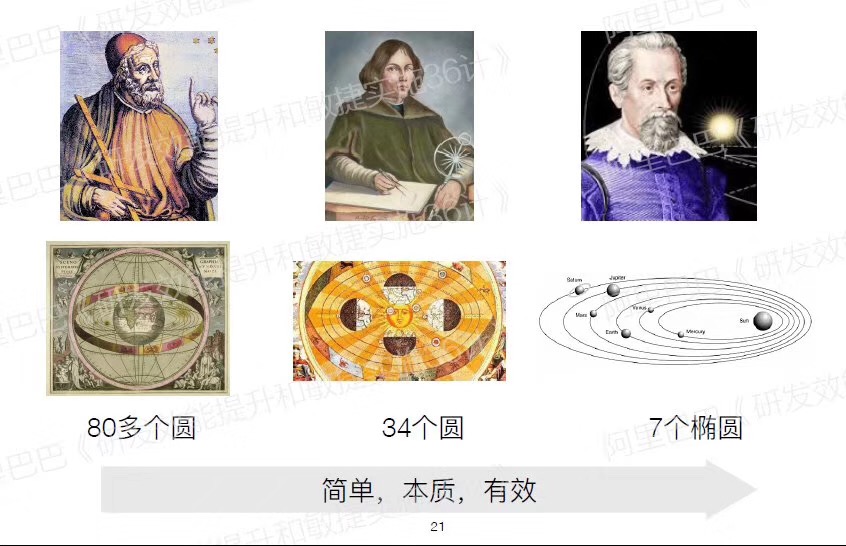 阿里巴巴《研发效能提升和敏捷实施36计》
Saturn
Jupiter
Mars
Venus
Earth
Mercury
Sun
80多个圆
34个圆
7个椭圆
简单，本质，有效
21